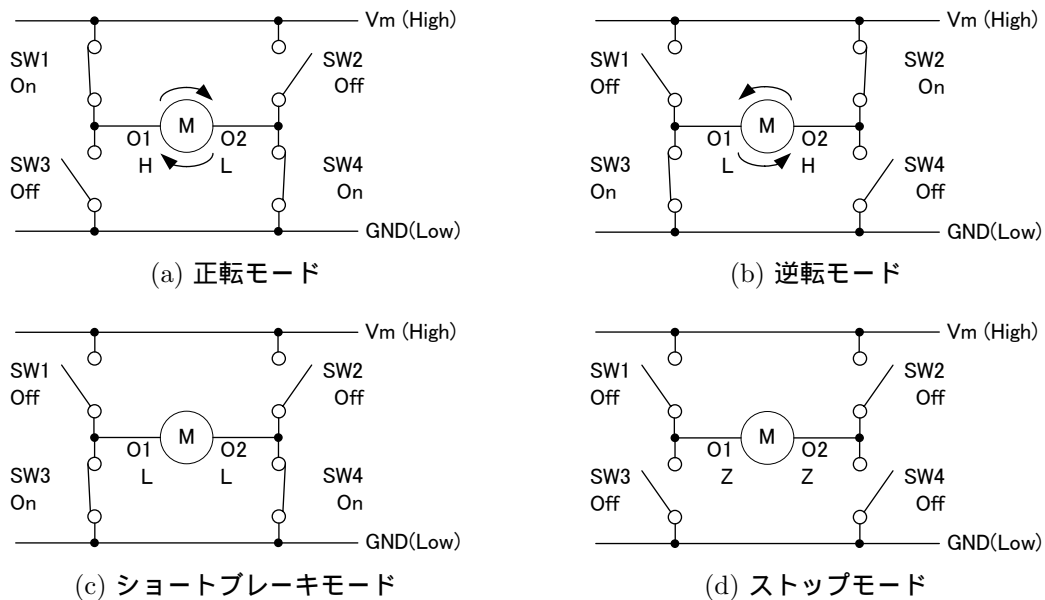 Vm (High)
SW1
On
SW2
Off
M
O1
O2
H
L
SW3
Off
SW4
On
GND(Low)
(a) 正転モード
Vm (High)
SW1
Off
SW2
On
M
O1
O2
L
H
SW3
On
SW4
Off
GND(Low)
(b) 逆転モード
Vm (High)
SW1
Off
SW2
Off
M
O1
O2
L
L
SW3
On
SW4
On
GND(Low)
(c) ショートブレーキモード
Vm (High)
SW1
Off
SW2
Off
M
O1
O2
Z
Z
SW3
Off
SW4
Off
GND(Low)
(d) ストップモード